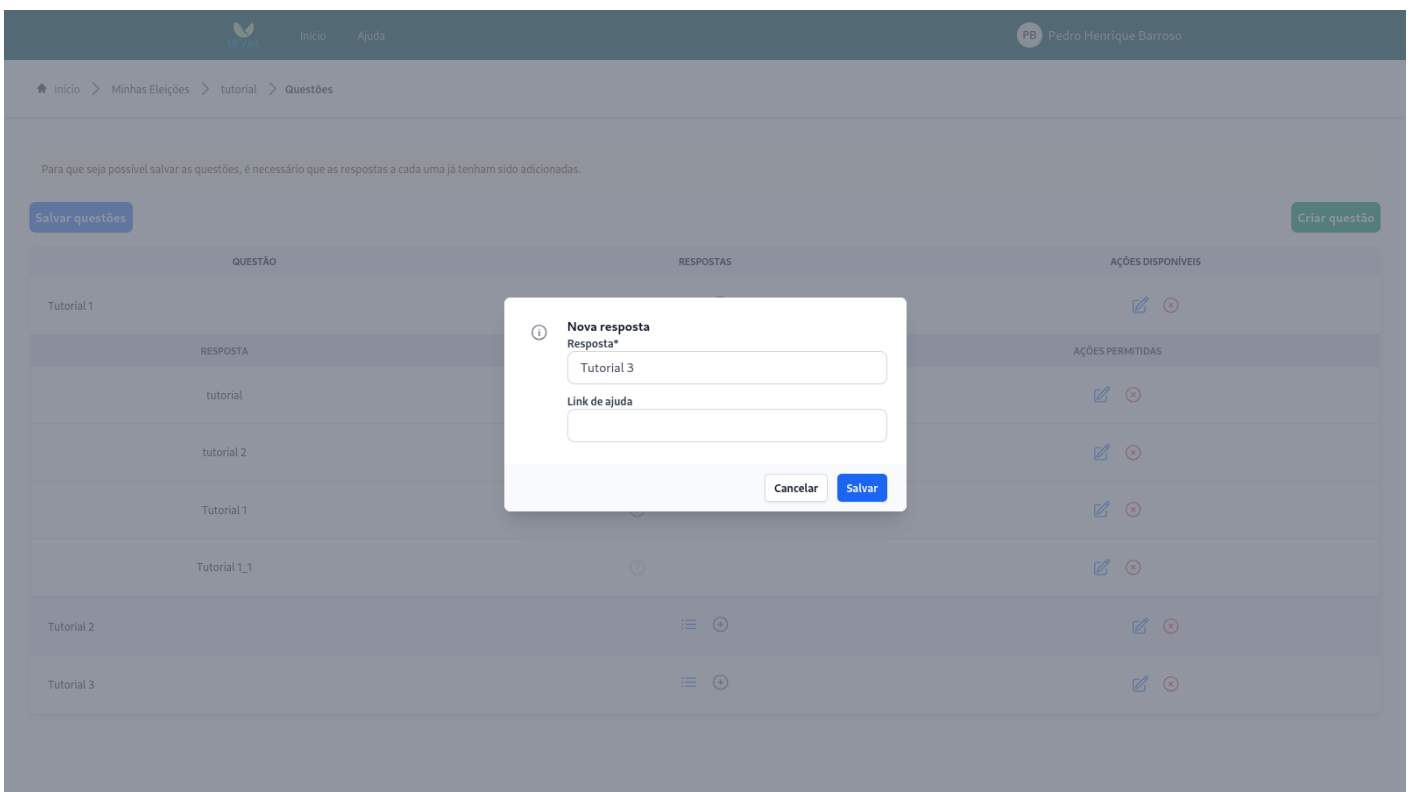 Início Ajuda PB Pedro Henrique Barroso
Início Minhas Eleições tutorial Questões
Para que seja possível salvar as questões, é necessário que as respostas a cada uma já tenham sido adicionadas.
Salvar questões Criar questão
QUESTÃO RESPOSTAS AÇÕES DISPONÍVEIS
Tutorial 1
Nova resposta
Resposta*
Tutorial 3
Link de ajuda
Cancelar Salvar
RESPOSTA AÇÕES PERMITIDAS
tutorial
tutorial 2
Tutorial 1
Tutorial 1_1
Tutorial 2
Tutorial 3